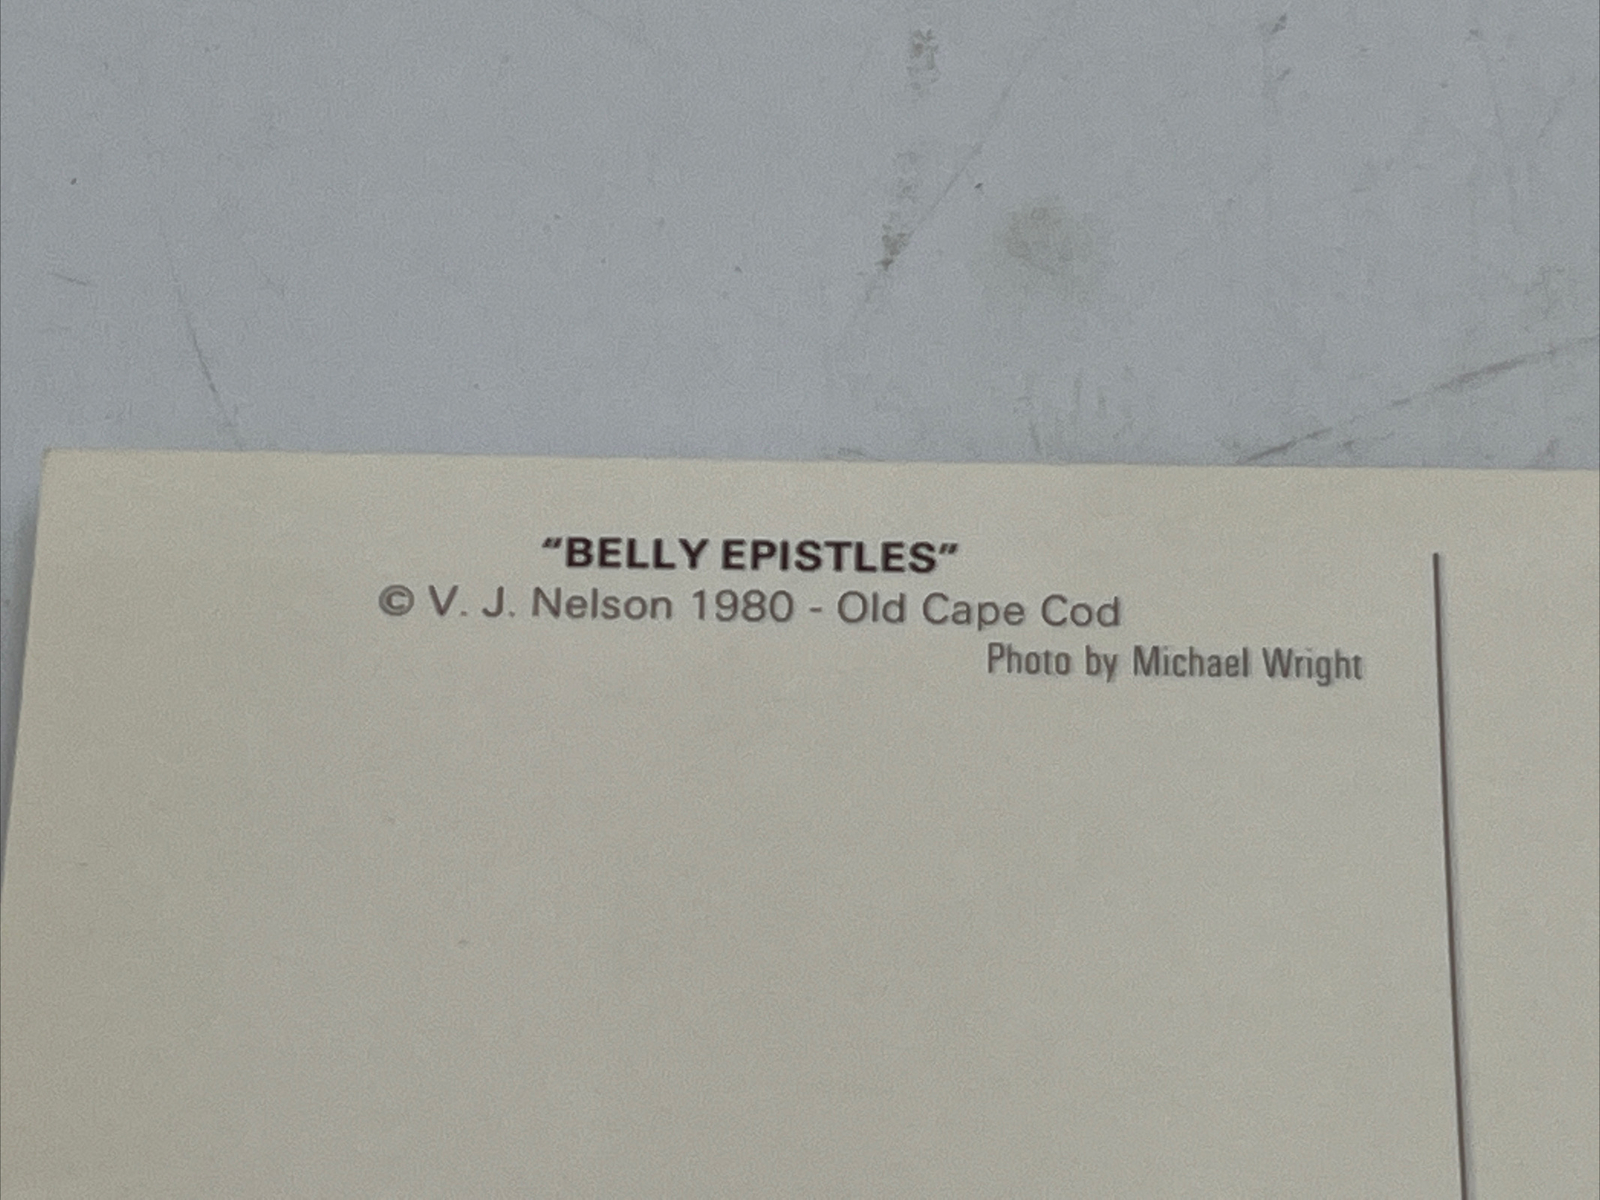 “BELLY EPISTLES”
© V. J. Nelson 1980 - Old Cape Cod
Photo by Michael Wright